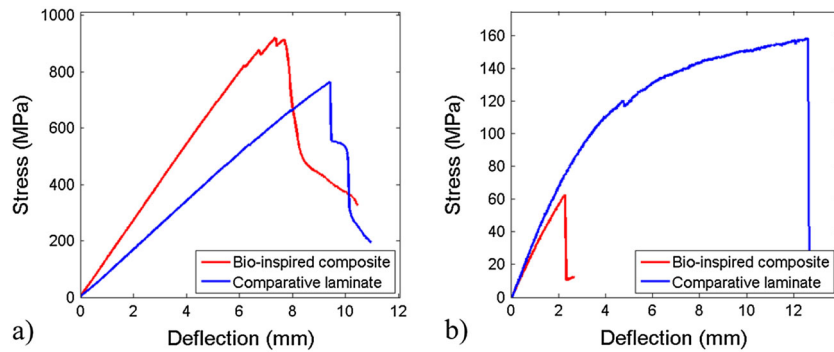 1000
800
600
400
200
0
Stress (MPa)
0 2 4 6 8 10 12
Deflection (mm)
Bio-inspired composite
Comparative laminate
a)
160
140
120
100
80
60
40
20
0
Stress (MPa)
0 2 4 6 8 10 12
Deflection (mm)
Bio-inspired composite
Comparative laminate
b)